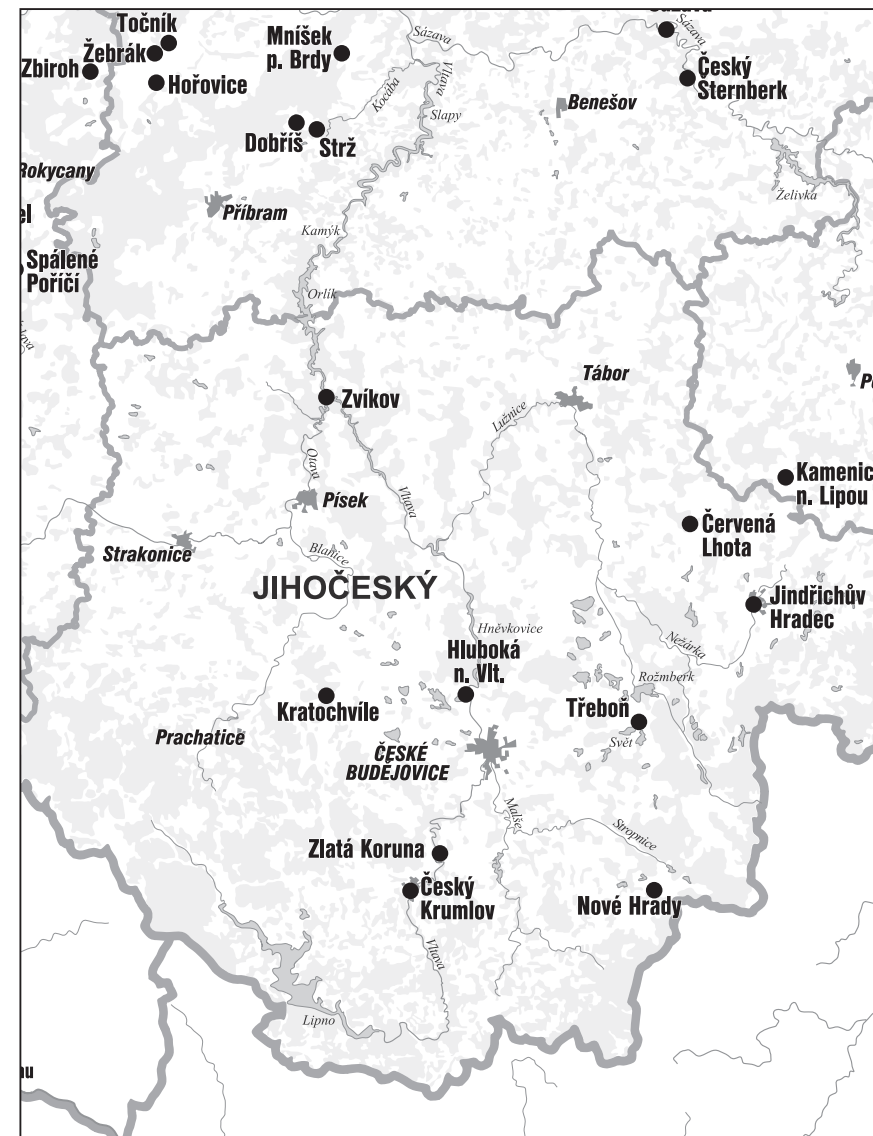 Točník
Žebrák
Zbiroh
Hořovice
Mníšek
p. Brdy
Sázava
Sázava
Český
Sternberk
Kocába
Vltava
Slapy
Benešov
Dobříš
Strž
Rokycany
Želivka
Příbram
Kamýk
Spálené
Poříčí
Orlík
Tábor
Zvíkov
Lužnice
Otava
Vltava
Písek
Kamenic
n. Lipou
Červená
Lhota
Strakonice
Blanice
JIHOČESKÝ
Jindřichův
Hradec
Hněvkovice
Nežárka
Hluboká
n. Vlt.
Rožmberk
Kratochvíle
Třeboň
Prachatice
Svět
ČESKÉ
BUDĚJOVICE
Malše
Stropnice
Zlatá Koruna
Český
Krumlov
Nové Hrady
Vltava
Lipno